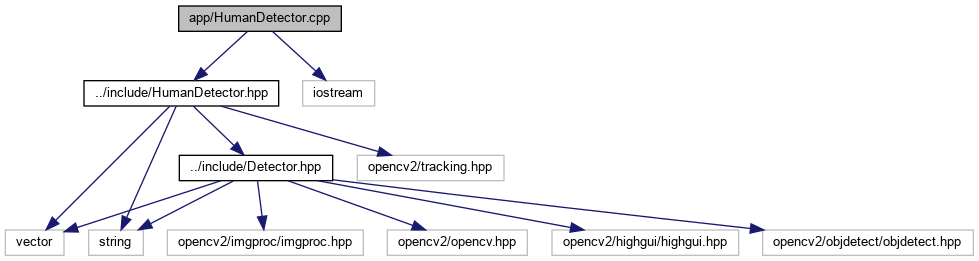 app/HumanDetector.cpp
../include/HumanDetector.hpp
iostream
../include/Detector.hpp
opencv2/tracking.hpp
vector
string
opencv2/imgproc/imgproc.hpp
opencv2/opencv.hpp
opencv2/highgui/highgui.hpp
opencv2/objdetect/objdetect.hpp